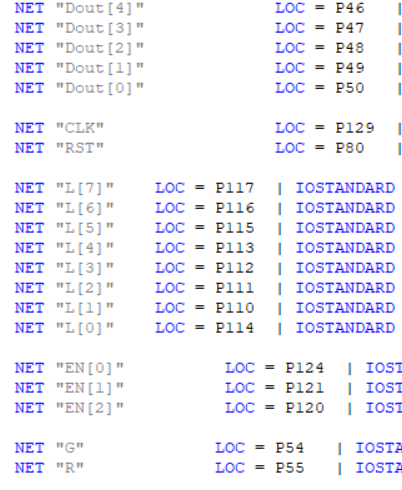 NET "Dout[4]" LOC = P46 |
NET "Dout[3]" LOC = P47 |
NET "Dout[2]" LOC = P48 |
NET "Dout[1]" LOC = P49 |
NET "Dout[0]" LOC = P50 |
NET "CLK" LOC = P129 |
NET "RST" LOC = P80 |
NET "L[7]" LOC = P117 | IOSTANDARD
NET "L[6]" LOC = P116 | IOSTANDARD
NET "L[5]" LOC = P115 | IOSTANDARD
NET "L[4]" LOC = P113 | IOSTANDARD
NET "L[3]" LOC = P112 | IOSTANDARD
NET "L[2]" LOC = P111 | IOSTANDARD
NET "L[1]" LOC = P110 | IOSTANDARD
NET "L[0]" LOC = P114 | IOSTANDARD
NET "EN[0]" LOC = P124 | IOST
NET "EN[1]" LOC = P121 | IOST
NET "EN[2]" LOC = P120 | IOST
NET "G" LOC = P54 | IOSTA
NET "R" LOC = P55 | IOSTA